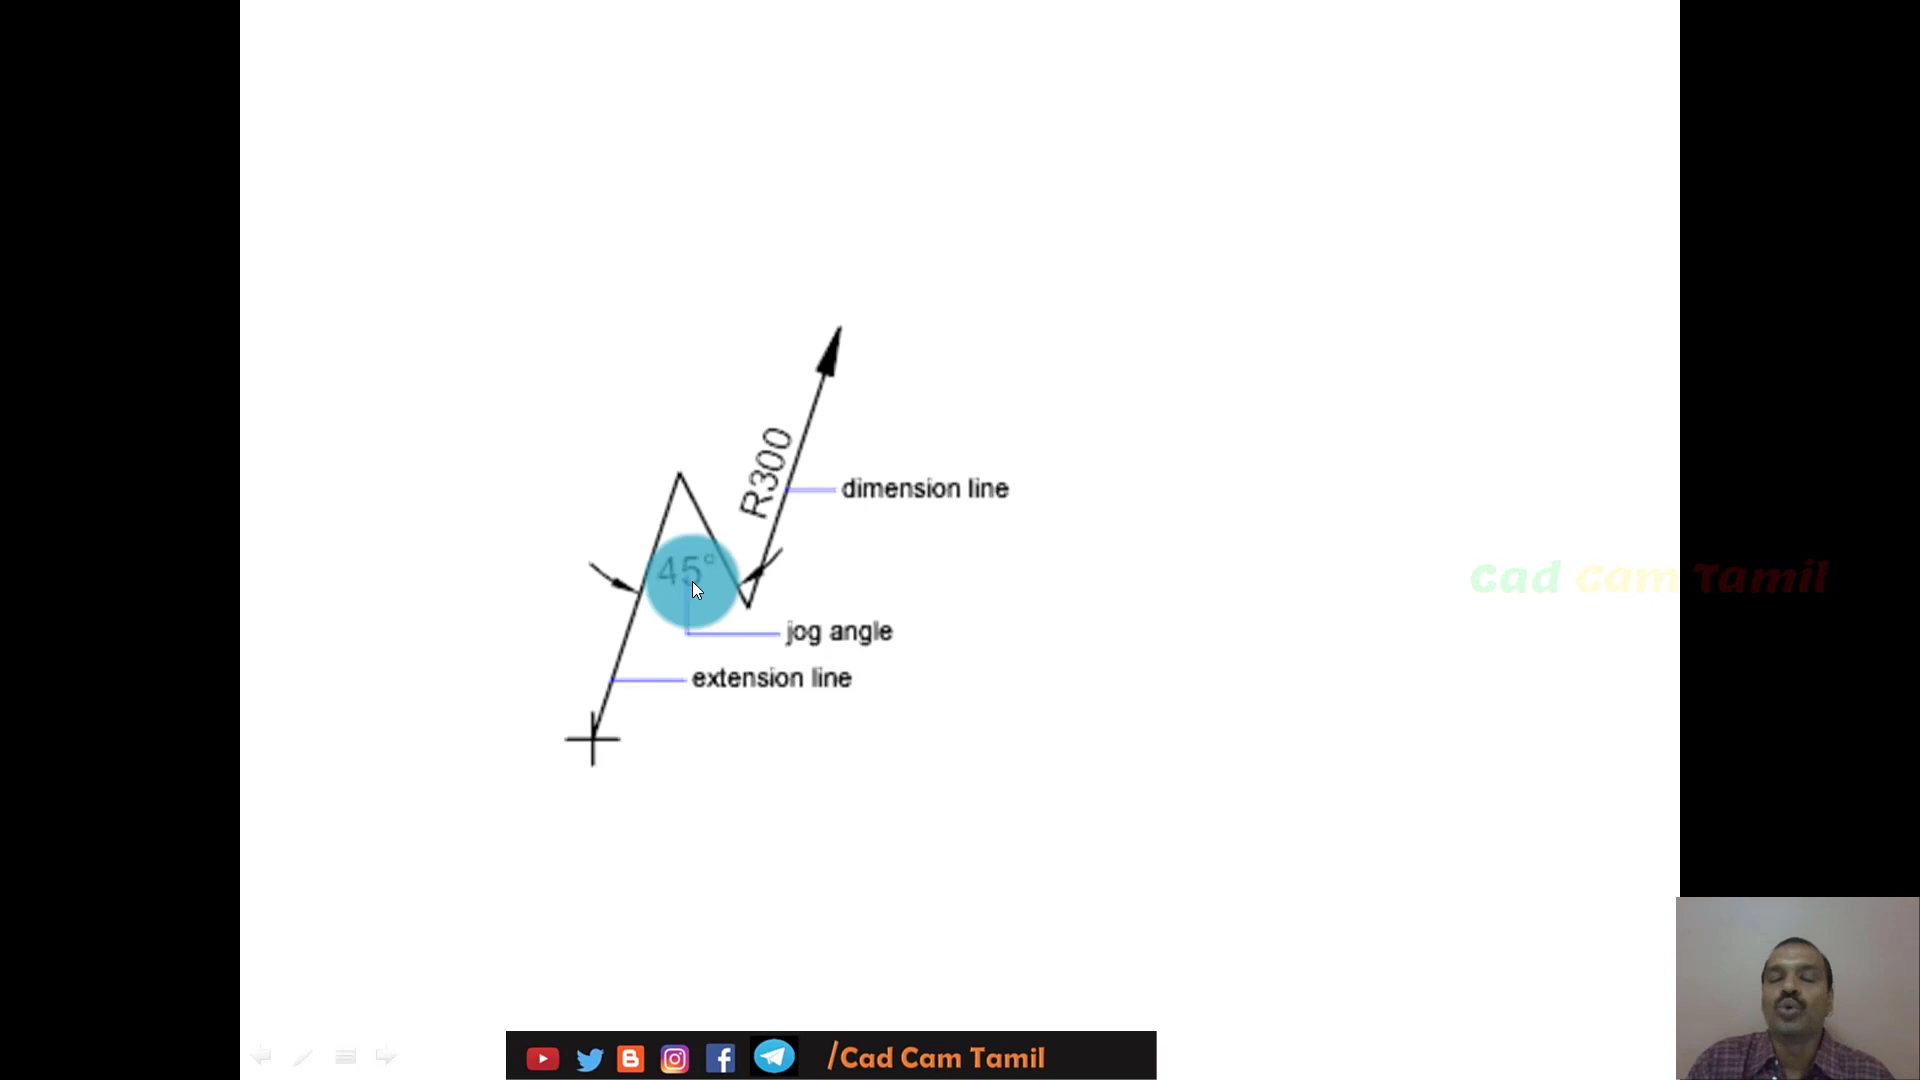 R300
dimension line
45°
Cad Cam Tamil
jog angle
extension line
/Cad Cam Tamil